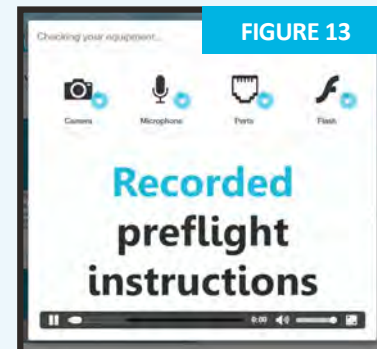 FIGURE 13
Checking your equipment...
Camera Microphone Ports Flash
Recorded
preflight
instructions
0:00